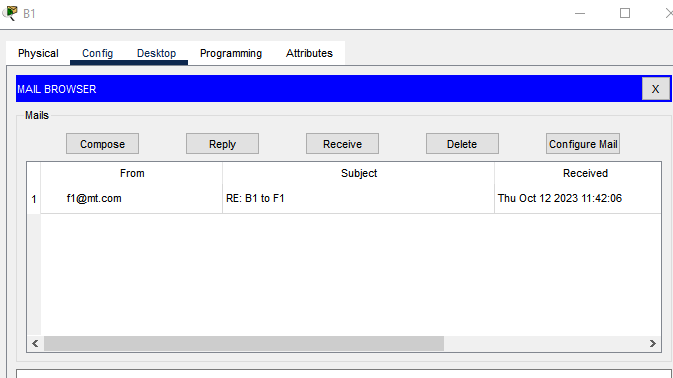 B1
Physical Config Desktop Programming Attributes
MAIL BROWSER X
Mails
Compose Reply Receive Delete Configure Mail
From Subject Received
1 f1@mt.com RE: B1 to F1 Thu Oct 12 2023 11:42:06